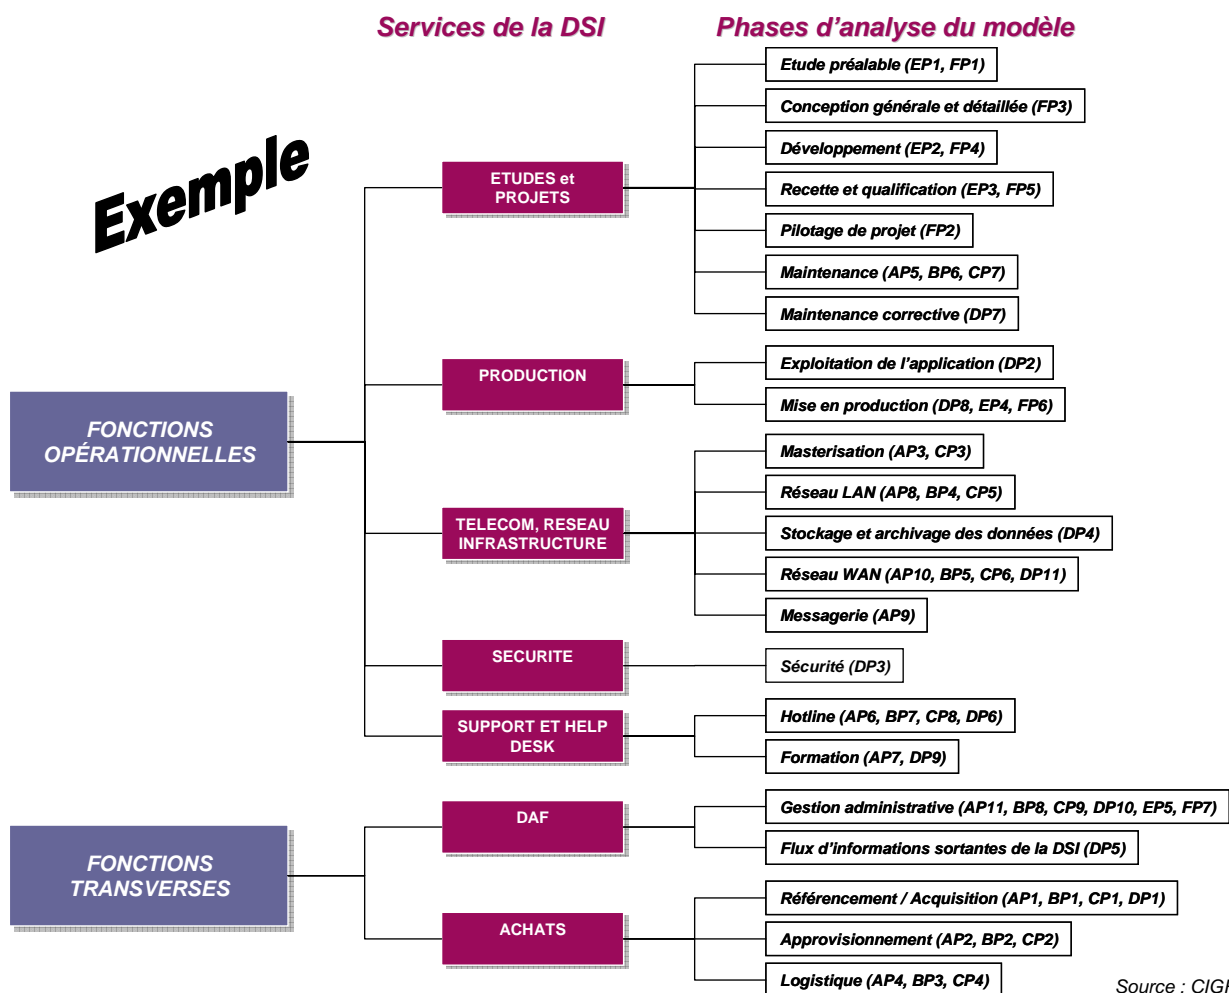 Services de la DSI
Phases d'analyse du modèle
Exemple
FONCTIONS
OPÉRATIONNELLES
ETUDES et
PROJETS
Etude préalable (EP1, FP1)
Conception générale et détaillée (FP3)
Développement (EP2, FP4)
Recette et qualification (EP3, FP5)
Pilotage de projet (FP2)
Maintenance (AP5, BP6, CP7)
Maintenance corrective (DP7)
PRODUCTION
Exploitation de l'application (DP2)
Mise en production (DP8, EP4, FP6)
TELECOM, RESEAU
INFRASTRUCTURE
Masterisation (AP3, CP3)
Réseau LAN (AP8, BP4, CP5)
Stockage et archivage des données (DP4)
Réseau WAN (AP10, BP5, CP6, DP11)
Messagerie (AP9)
SECURITE
Sécurité (DP3)
SUPPORT ET HELP
DESK
Hotline (AP6, BP7, CP8, DP6)
Formation (AP7, DP9)
FONCTIONS
TRANSVERSES
DAF
Gestion administrative (AP11, BP8, CP9, DP10, EP5, FP7)
Flux d'informations sortantes de la DSI (DP5)
ACHATS
Référencement / Acquisition (AP1, BP1, CP1, DP1)
Approvisionnement (AP2, BP2, CP2)
Logistique (AP4, BP3, CP4)
Source :